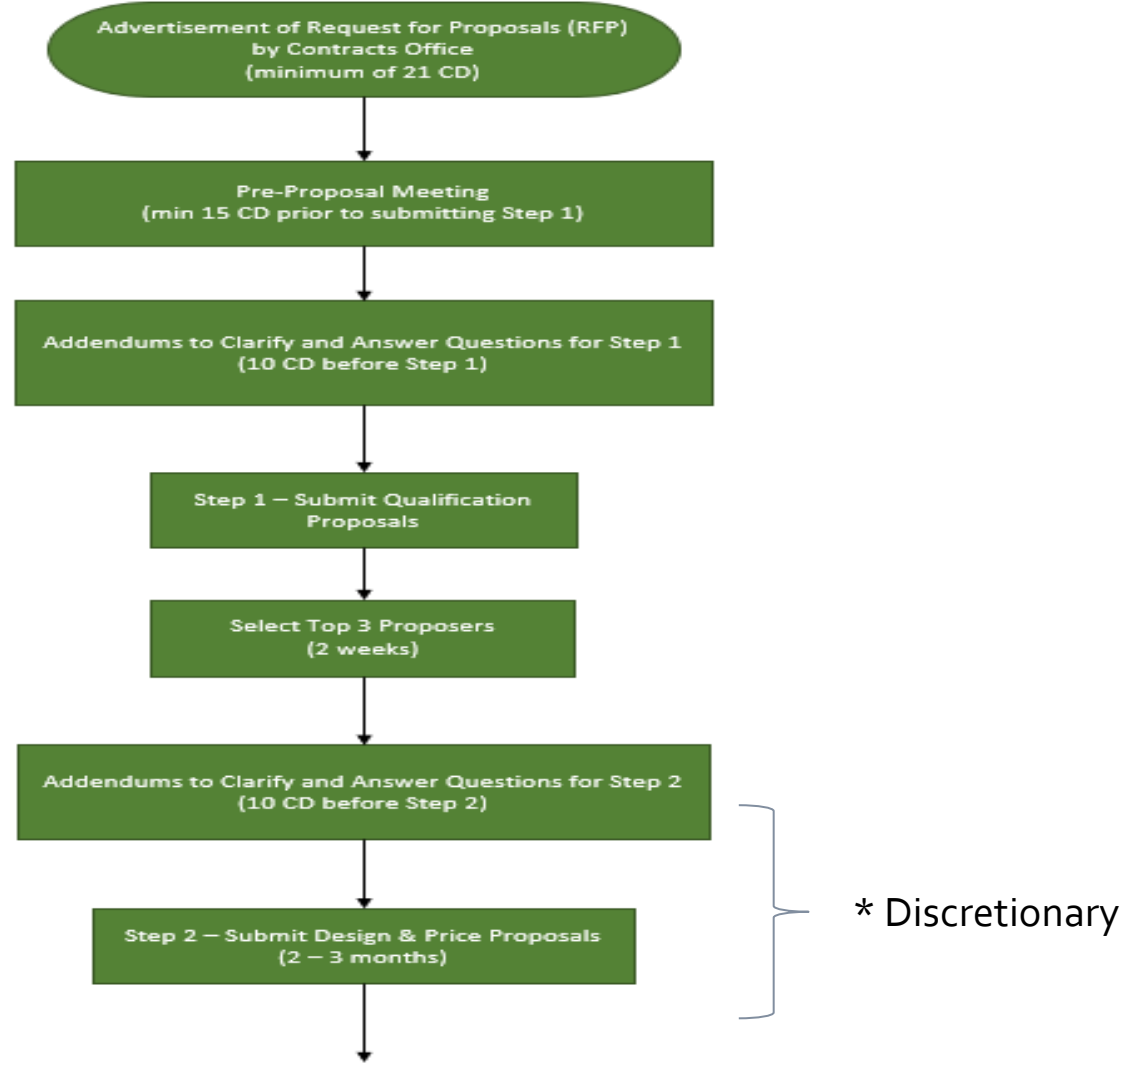 Advertisement of Request for Proposals (RFP)
by Contracts Office
(minimum of 21 CD)
Pre-Proposal Meeting
(min 15 CD prior to submitting Step 1)
Addendums to Clarify and Answer Questions for Step 1
(10 CD before Step 1)
Step 1 – Submit Qualification
Proposals
Select Top 3 Proposers
(2 weeks)
Addendums to Clarify and Answer Questions for Step 2
(10 CD before Step 2)
* Discretionary
Step 2 – Submit Design & Price Proposals
(2 – 3 months)